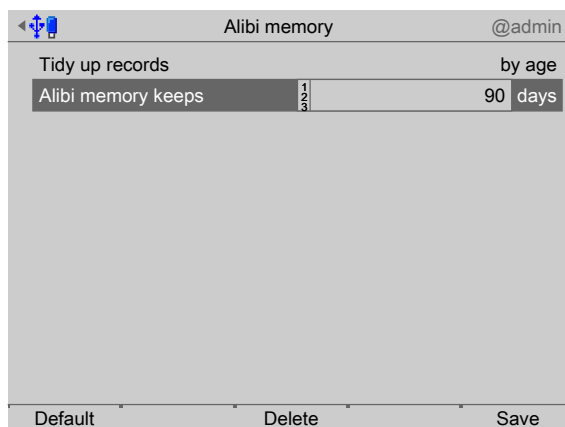 Alibi memory @admin
Tidy up records by age
Alibi memory keeps 1 2 3 90 days
Default Delete Save